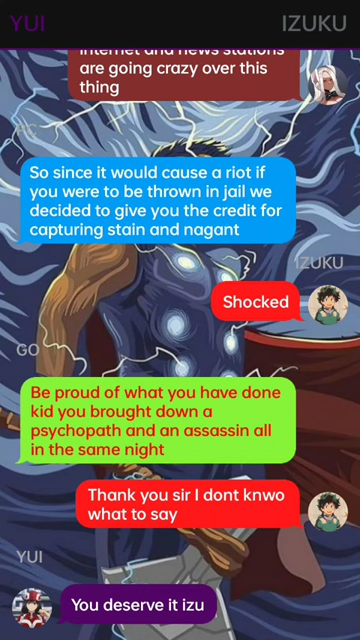 YUI
IZUKU
internet and news stations
are going crazy over this
thing
So since it would cause a riot if
you were to be thrown in jail we
decided to give you the credit for
capturing stain and nagant
IZUKU
Shocked
GO
Be proud of what you have done
kid you brought down a
psychopath and an assassin all
in the same night
Thank you sir I dont knwo
what to say
YUI
You deserve it izu